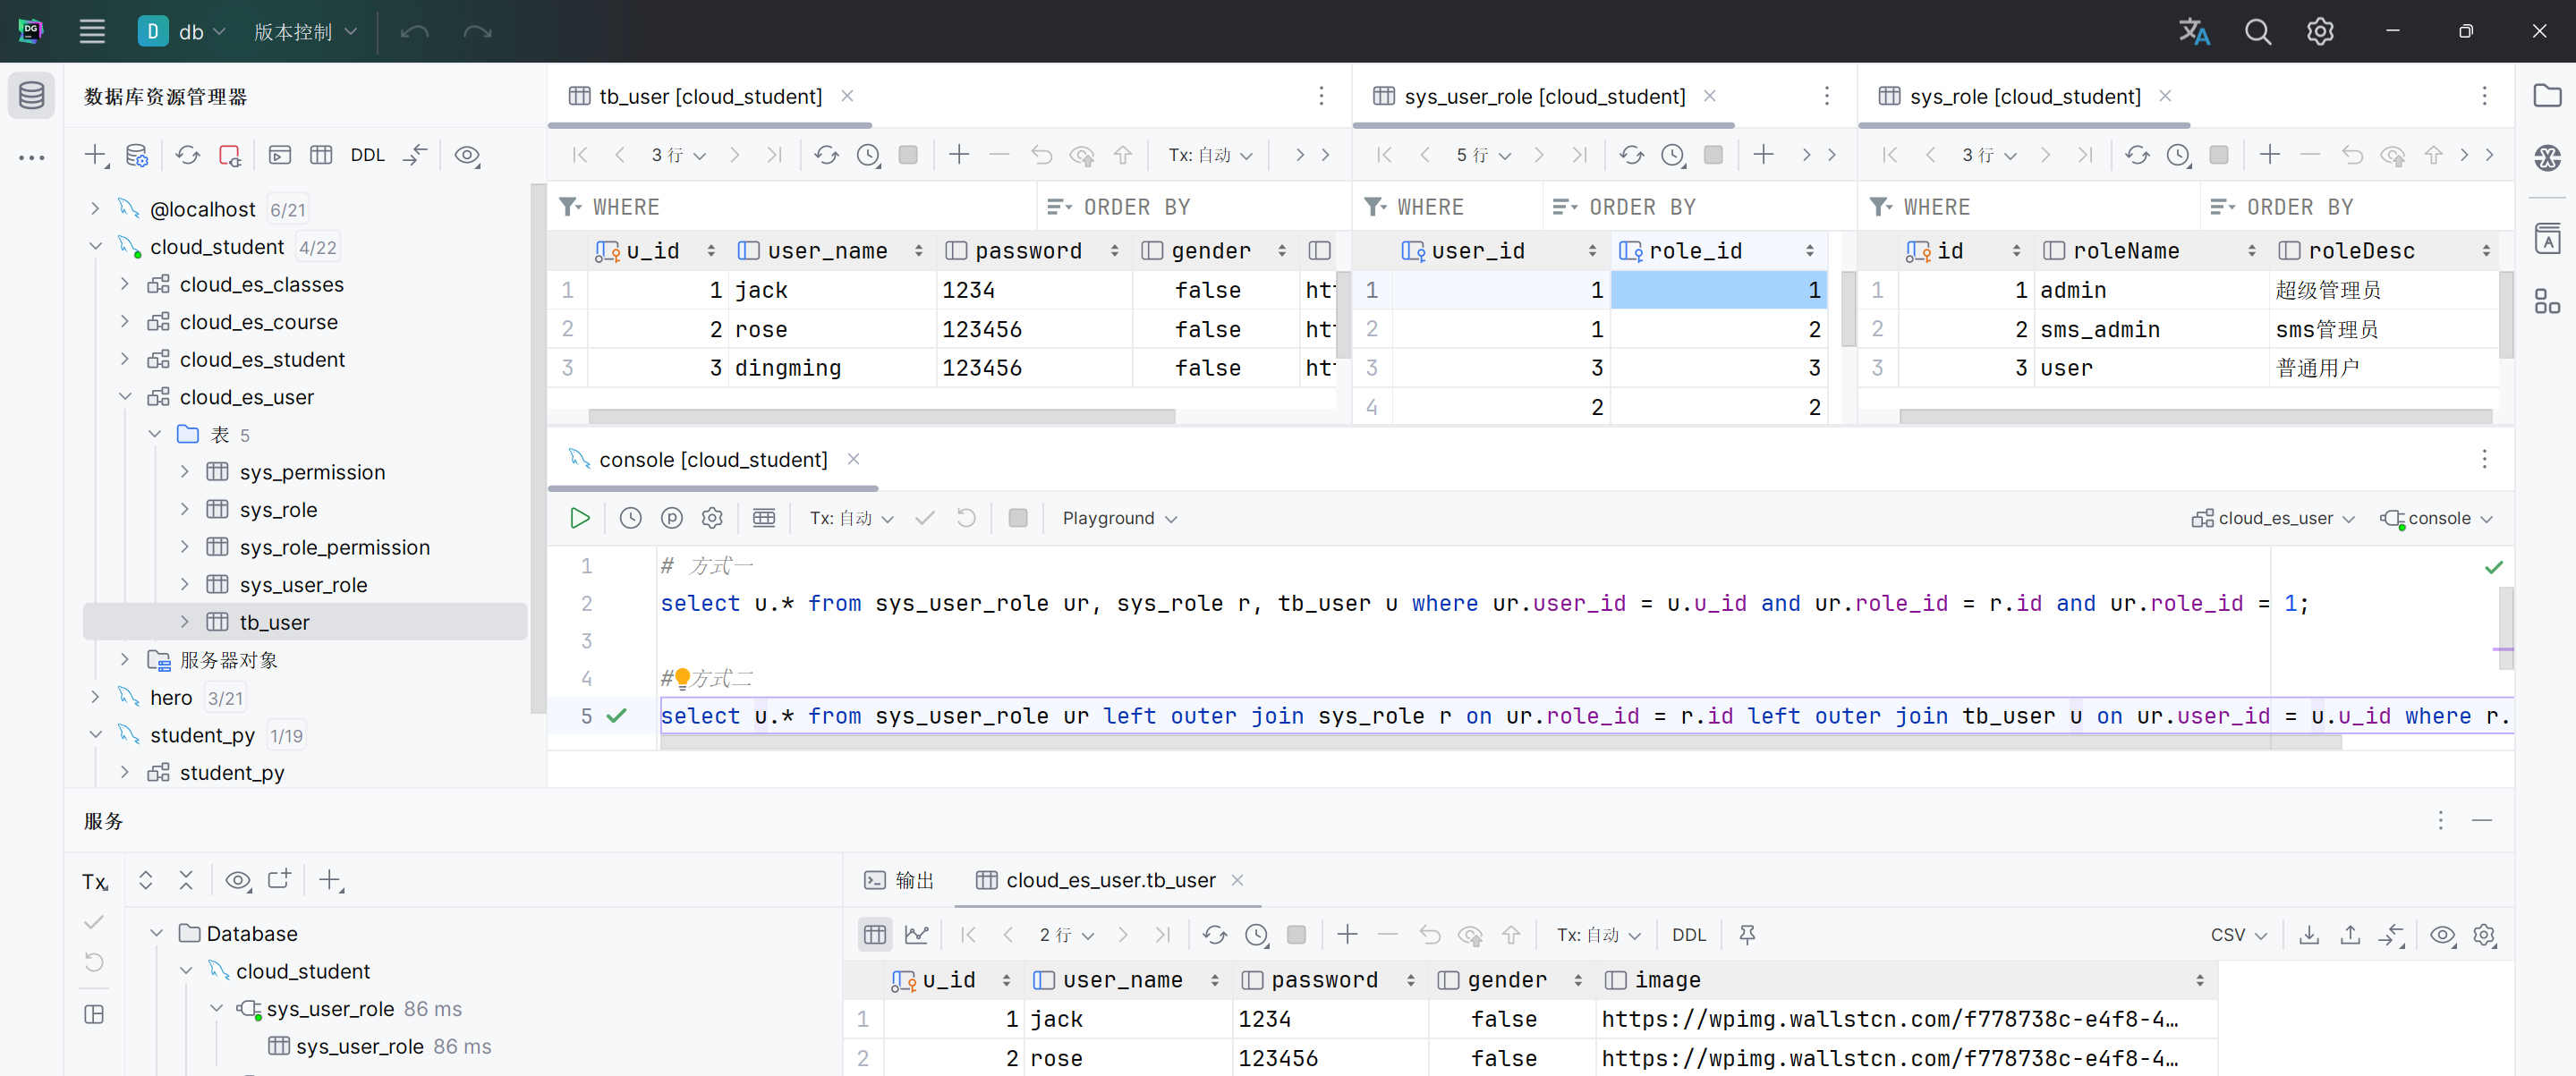 DG
D db 版本控制
数据库资源管理器
DDL
@localhost 6/21
cloud_student 4/22
cloud_es_classes
cloud_es_course
cloud_es_student
cloud_es_user
表 5
sys_permission
sys_role
sys_role_permission
sys_user_role
tb_user
服务器对象
hero 3/21
student_py 1/19
student_py
tb_user [cloud_student]
3 行 Tx: 自动
WHERE ORDER BY
u_id user_name password gender
1 1 jack 1234 false htt
2 2 rose 123456 false htt
3 3 dingming 123456 false htt
sys_user_role [cloud_student]
5 行
WHERE ORDER BY
user_id role_id
1 1 1
2 1 2
3 3 3
4 2 2
sys_role [cloud_student]
3 行
WHERE ORDER BY
id roleName roleDesc
1 1 admin 超级管理员
2 2 sms_admin sms管理员
3 3 user 普通用户
console [cloud_student]
Tx: 自动 Playground cloud_es_user console
1 # 方式一
2 select u.* from sys_user_role ur, sys_role r, tb_user u where ur.user_id = u.u_id and ur.role_id = r.id and ur.role_id = 1;
3
4 # 方式二
5 select u.* from sys_user_role ur left outer join sys_role r on ur.role_id = r.id left outer join tb_user u on ur.user_id = u.u_id where r.
服务
Tx
Database
cloud_student
sys_user_role 86 ms
sys_user_role 86 ms
输出 cloud_es_user.tb_user
2 行 Tx: 自动 DDL CSV
u_id user_name password gender image
1 1 jack 1234 false https://wpimg.wallstcn.com/f778738c-e4f8-4…
2 2 rose 123456 false https://wpimg.wallstcn.com/f778738c-e4f8-4…